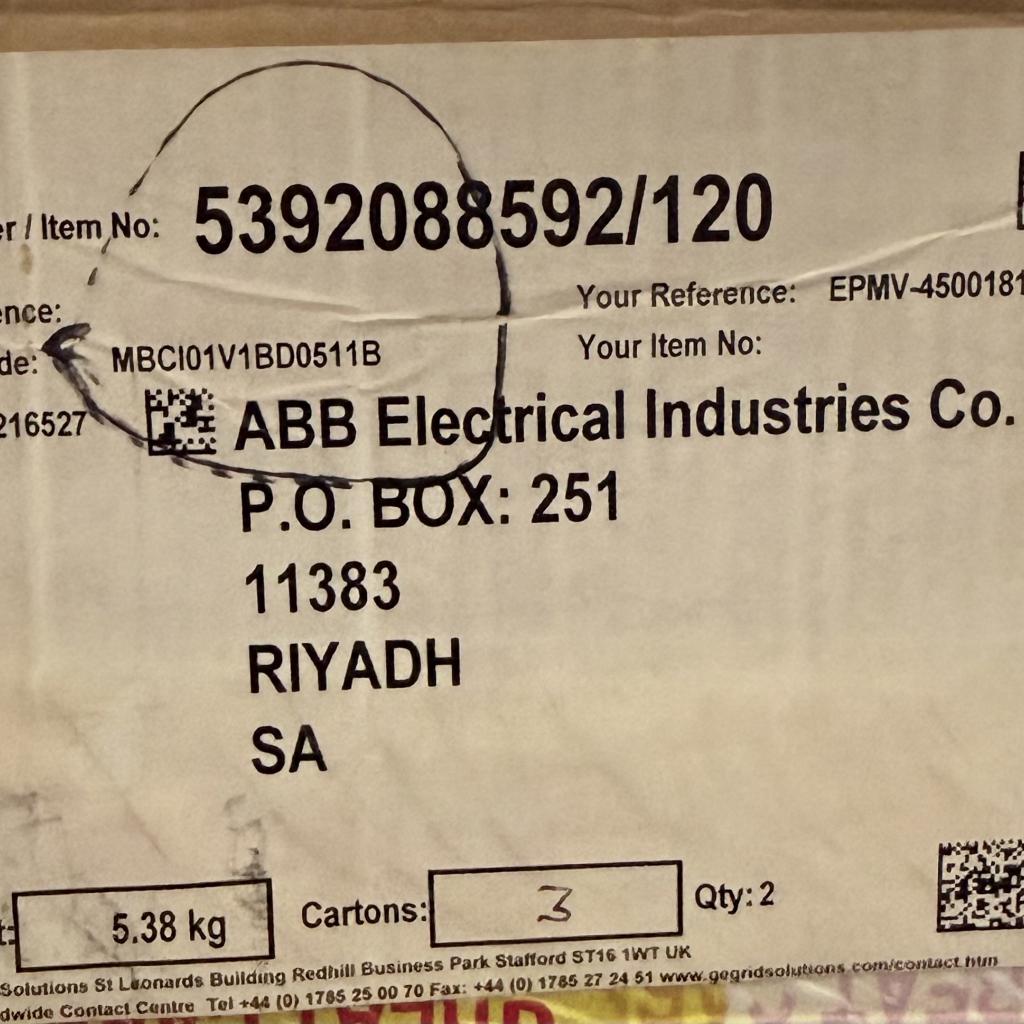 er / Item No: 5392088592/120
ence:
Your Reference: EPMV-4500181
de: MBCI01V1BD0511B
Your Item No:
216527
ABB Electrical Industries Co.
P.O. BOX: 251
11383
RIYADH
SA
t: 5.38 kg Cartons: 3 Qty: 2
Solutions St Leonards Building Redhill Business Park Stafford ST16 1WT UK
dwide Contact Centre Tel +44 (0) 1785 25 00 70 Fax: +44 (0) 1785 27 24 51 www.gegridsolutions.com/contact.htm